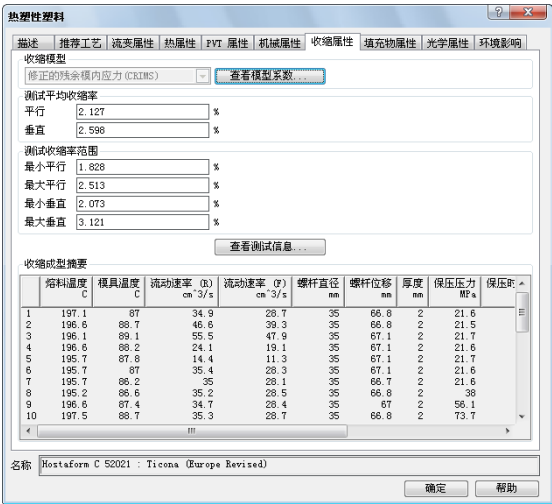 热塑性塑料
描述 推荐工艺 流变属性 热属性 PVT 属性 机械属性 收缩属性 填充物属性 光学属性 环境影响
收缩模型
修正的残余模内应力(CRIMS) 查看模型系数...
测试平均收缩率
平行 2.127 %
垂直 2.598 %
测试收缩率范围
最小平行 1.828 %
最大平行 2.513 %
最小垂直 2.073 %
最大垂直 3.121 %
查看测试信息...
收缩成型摘要
熔料温度 模具温度 流动速率 (R) 流动速率 (F) 螺杆直径 螺杆位移 厚度 保压压力 保压时
C C cm^3/s cm^3/s mm mm mm MPa
1 197.1 87 34.9 28.7 35 66.8 2 21.6
2 196.6 88.7 46.6 39.3 35 66.8 2 21.5
3 196.1 89.1 55.5 47.9 35 67.1 2 21.7
4 196.6 88.2 24.1 19.1 35 67.1 2 21.6
5 195.7 87.8 14.4 11.3 35 67.1 2 21.7
6 195.7 87 35.4 28.3 35 67.1 2 21.6
7 195.7 86.2 35 28.1 35 66.7 2 21.6
8 195.2 86.6 35.2 28.5 35 66.8 2 38
9 196.6 87.4 34.7 28.4 35 67 2 56.1
10 197.5 88.7 35.3 28.7 35 66.8 2 73.7
名称 Hostaform C 52021 : Ticona (Europe Revised)
确定 帮助